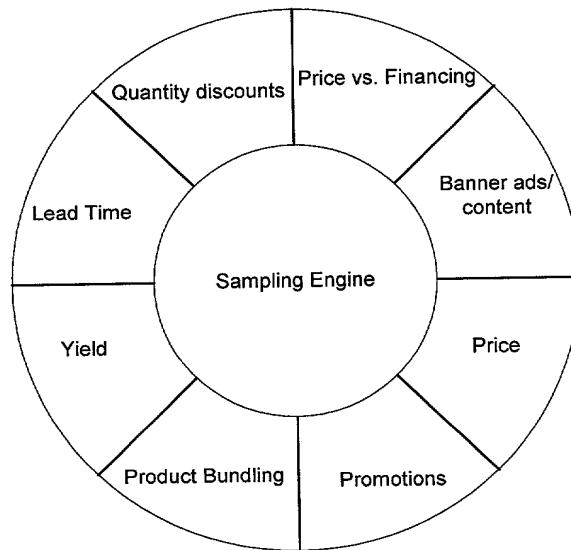 Quantity discounts
Price vs. Financing
Banner ads/
content
Lead Time
Sampling Engine
Yield
Price
Product Bundling
Promotions